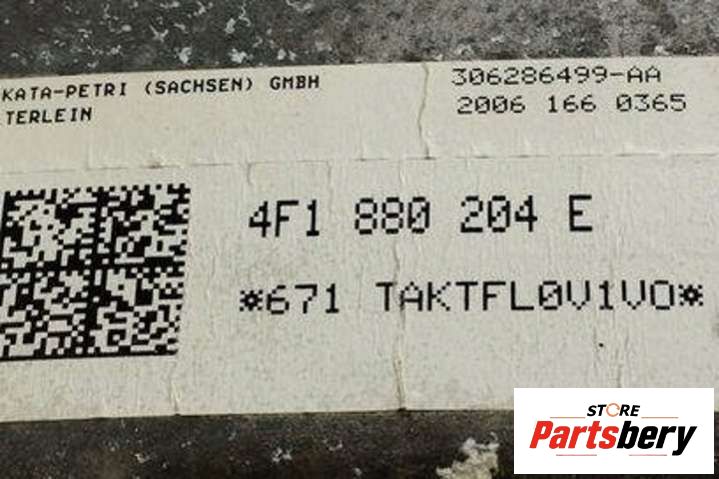 KATA-PETRI (SACHSEN) GMBH
TERLEIN
306286499-AA
2006 166 0365
4F1 880 204 E
*671 TAKTFL0V1VO*
STORE
Partsbery